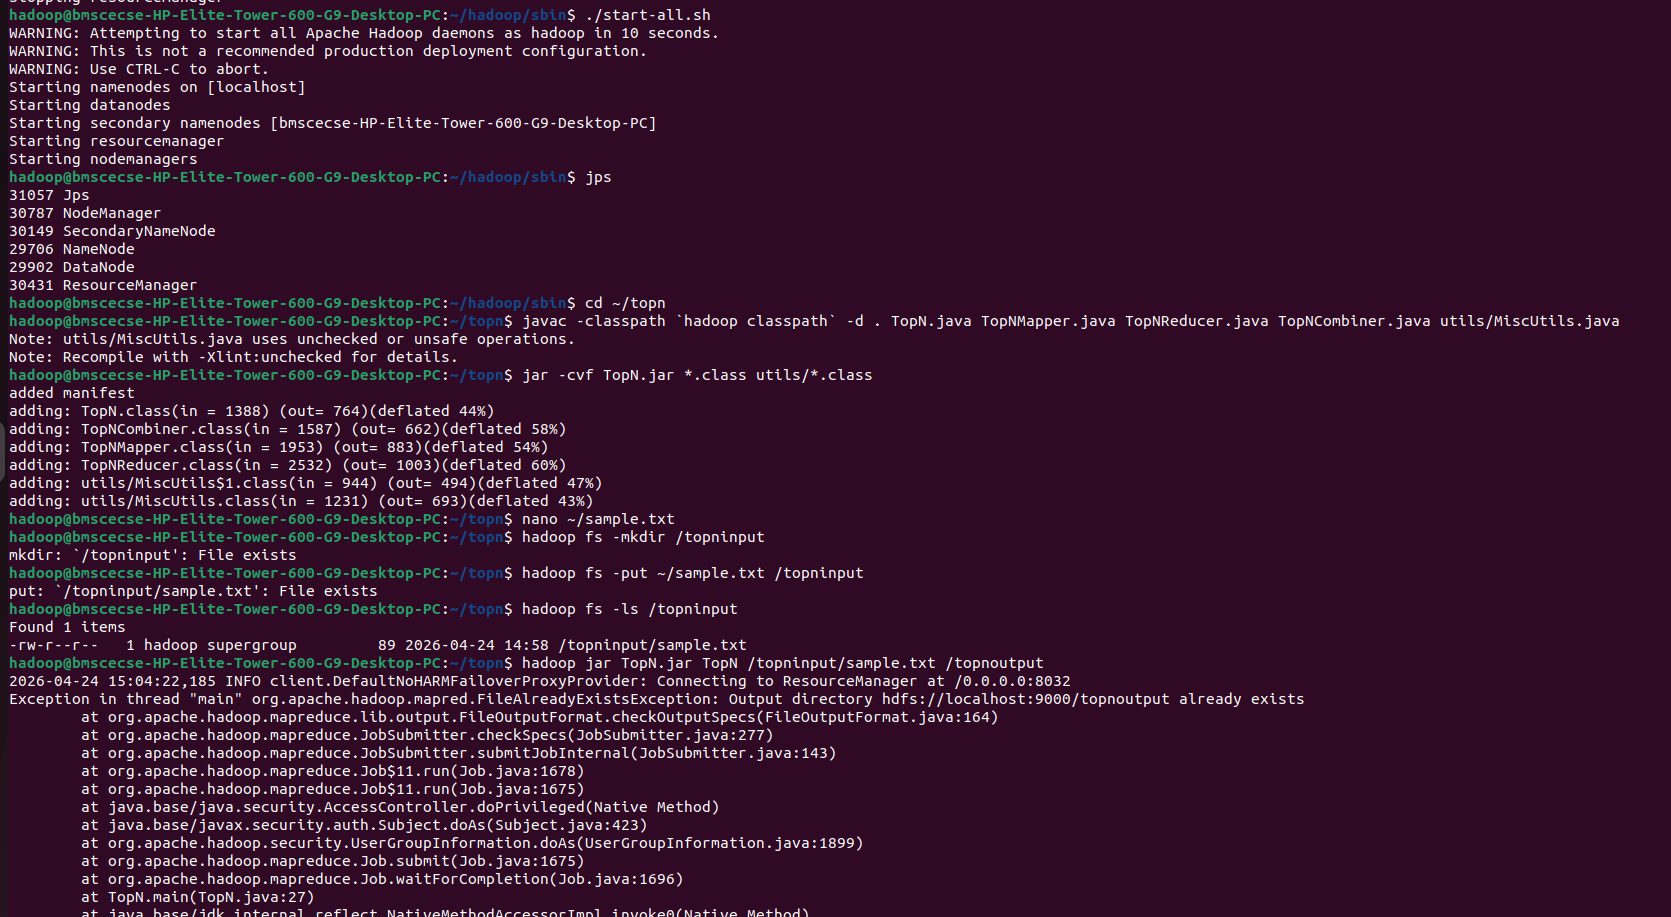 Stopping resourcemanager
hadoop@bmscecse-HP-Elite-Tower-600-G9-Desktop-PC:~/hadoop/sbin$ ./start-all.sh
WARNING: Attempting to start all Apache Hadoop daemons as hadoop in 10 seconds.
WARNING: This is not a recommended production deployment configuration.
WARNING: Use CTRL-C to abort.
Starting namenodes on [localhost]
Starting datanodes
Starting secondary namenodes [bmscecse-HP-Elite-Tower-600-G9-Desktop-PC]
Starting resourcemanager
Starting nodemanagers
hadoop@bmscecse-HP-Elite-Tower-600-G9-Desktop-PC:~/hadoop/sbin$ jps
31057 Jps
30787 NodeManager
30149 SecondaryNameNode
29706 NameNode
29902 DataNode
30431 ResourceManager
hadoop@bmscecse-HP-Elite-Tower-600-G9-Desktop-PC:~/hadoop/sbin$ cd ~/topn
hadoop@bmscecse-HP-Elite-Tower-600-G9-Desktop-PC:~/topn$ javac -classpath `hadoop classpath` -d . TopN.java TopNMapper.java TopNReducer.java TopNCombiner.java utils/MiscUtils.java
Note: utils/MiscUtils.java uses unchecked or unsafe operations.
Note: Recompile with -Xlint:unchecked for details.
hadoop@bmscecse-HP-Elite-Tower-600-G9-Desktop-PC:~/topn$ jar -cvf TopN.jar *.class utils/*.class
added manifest
adding: TopN.class(in = 1388) (out= 764)(deflated 44%)
adding: TopNCombiner.class(in = 1587) (out= 662)(deflated 58%)
adding: TopNMapper.class(in = 1953) (out= 883)(deflated 54%)
adding: TopNReducer.class(in = 2532) (out= 1003)(deflated 60%)
adding: utils/MiscUtils$1.class(in = 944) (out= 494)(deflated 47%)
adding: utils/MiscUtils.class(in = 1231) (out= 693)(deflated 43%)
hadoop@bmscecse-HP-Elite-Tower-600-G9-Desktop-PC:~/topn$ nano ~/sample.txt
hadoop@bmscecse-HP-Elite-Tower-600-G9-Desktop-PC:~/topn$ hadoop fs -mkdir /topninput
mkdir: `/topninput': File exists
hadoop@bmscecse-HP-Elite-Tower-600-G9-Desktop-PC:~/topn$ hadoop fs -put ~/sample.txt /topninput
put: `/topninput/sample.txt': File exists
hadoop@bmscecse-HP-Elite-Tower-600-G9-Desktop-PC:~/topn$ hadoop fs -ls /topninput
Found 1 items
-rw-r--r--   1 hadoop supergroup         89 2026-04-24 14:58 /topninput/sample.txt
hadoop@bmscecse-HP-Elite-Tower-600-G9-Desktop-PC:~/topn$ hadoop jar TopN.jar TopN /topninput/sample.txt /topnoutput
2026-04-24 15:04:22,185 INFO client.DefaultNoHARMFailoverProxyProvider: Connecting to ResourceManager at /0.0.0.0:8032
Exception in thread "main" org.apache.hadoop.mapred.FileAlreadyExistsException: Output directory hdfs://localhost:9000/topnoutput already exists
        at org.apache.hadoop.mapreduce.lib.output.FileOutputFormat.checkOutputSpecs(FileOutputFormat.java:164)
        at org.apache.hadoop.mapreduce.JobSubmitter.checkSpecs(JobSubmitter.java:277)
        at org.apache.hadoop.mapreduce.JobSubmitter.submitJobInternal(JobSubmitter.java:143)
        at org.apache.hadoop.mapreduce.Job$11.run(Job.java:1678)
        at org.apache.hadoop.mapreduce.Job$11.run(Job.java:1675)
        at java.base/java.security.AccessController.doPrivileged(Native Method)
        at java.base/javax.security.auth.Subject.doAs(Subject.java:423)
        at org.apache.hadoop.security.UserGroupInformation.doAs(UserGroupInformation.java:1899)
        at org.apache.hadoop.mapreduce.Job.submit(Job.java:1675)
        at org.apache.hadoop.mapreduce.Job.waitForCompletion(Job.java:1696)
        at TopN.main(TopN.java:27)
        at java.base/jdk.internal.reflect.NativeMethodAccessorImpl.invoke0(Native Method)